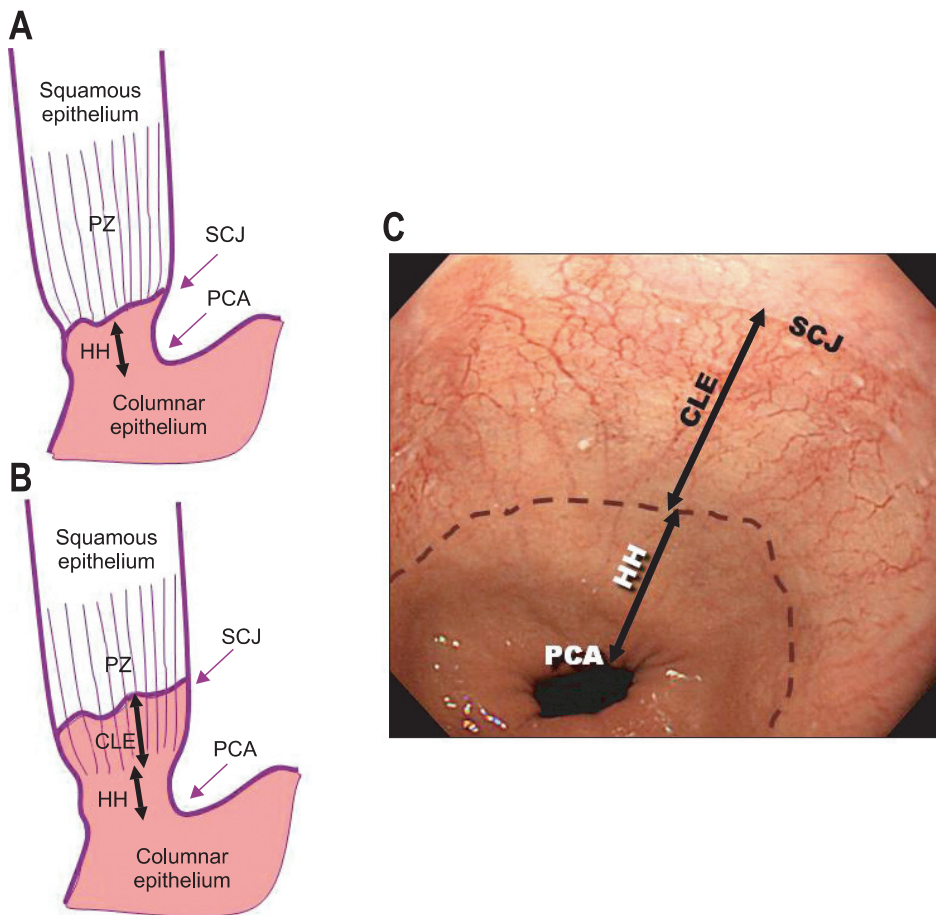 A
Squamous
epithelium
PZ
SCJ
PCA
HH
Columnar
epithelium
B
Squamous
epithelium
PZ
SCJ
CLE
PCA
HH
Columnar
epithelium
C
SCJ
CLE
HH
PCA